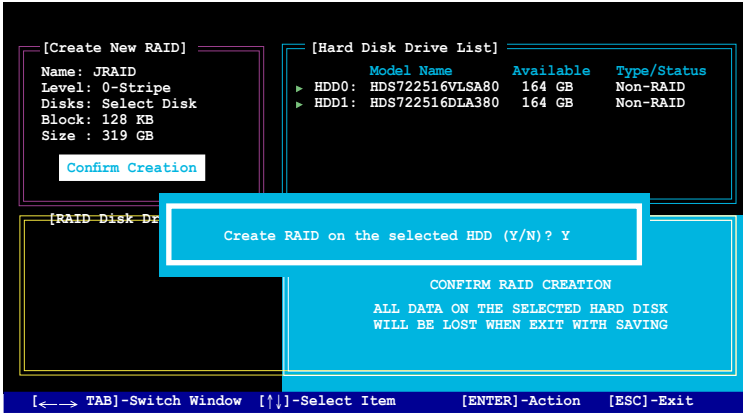 [Create New RAID]
Name: JRAID
Level: 0-Stripe
Disks: Select Disk
Block: 128 KB
Size : 319 GB
Confirm Creation
[Hard Disk Drive List]
Model Name Available Type/Status
HDD0: HDS722516VLSA80 164 GB Non-RAID
HDD1: HDS722516DLA380 164 GB Non-RAID
[RAID Disk Dr
Create RAID on the selected HDD (Y/N)? Y
CONFIRM RAID CREATION
ALL DATA ON THE SELECTED HARD DISK
WILL BE LOST WHEN EXIT WITH SAVING
[←→ TAB]-Switch Window [↑↓]-Select Item [ENTER]-Action [ESC]-Exit